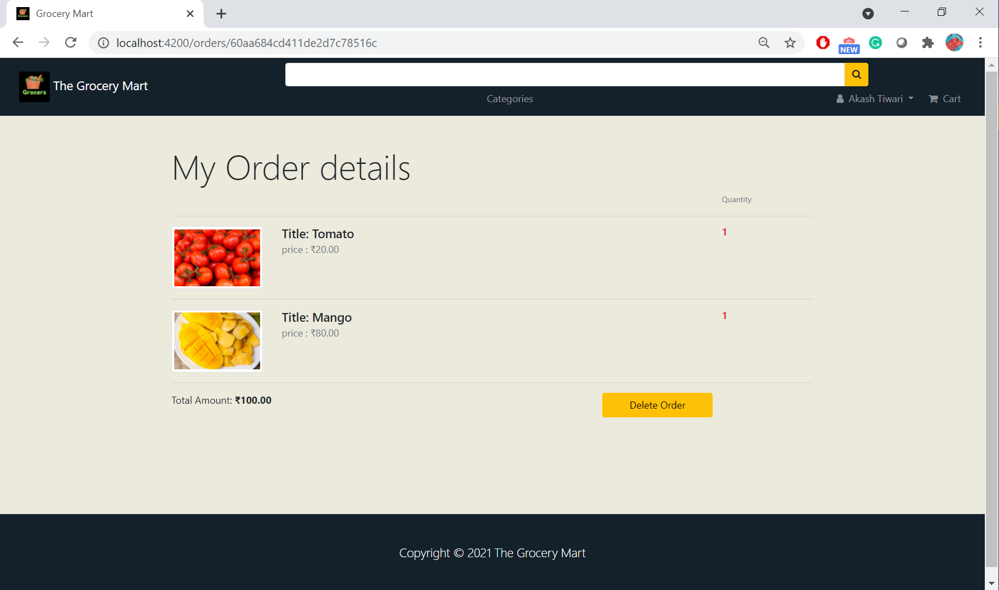 Grocery Mart
localhost:4200/orders/60aa684cd411de2d7c78516c
NEW
Grocers
The Grocery Mart
Categories
Akash Tiwari
Cart
My Order details
Quantity
Title: Tomato
1
price : ₹20.00
Title: Mango
1
price : ₹80.00
Total Amount: ₹100.00
Delete Order
Copyright © 2021 The Grocery Mart